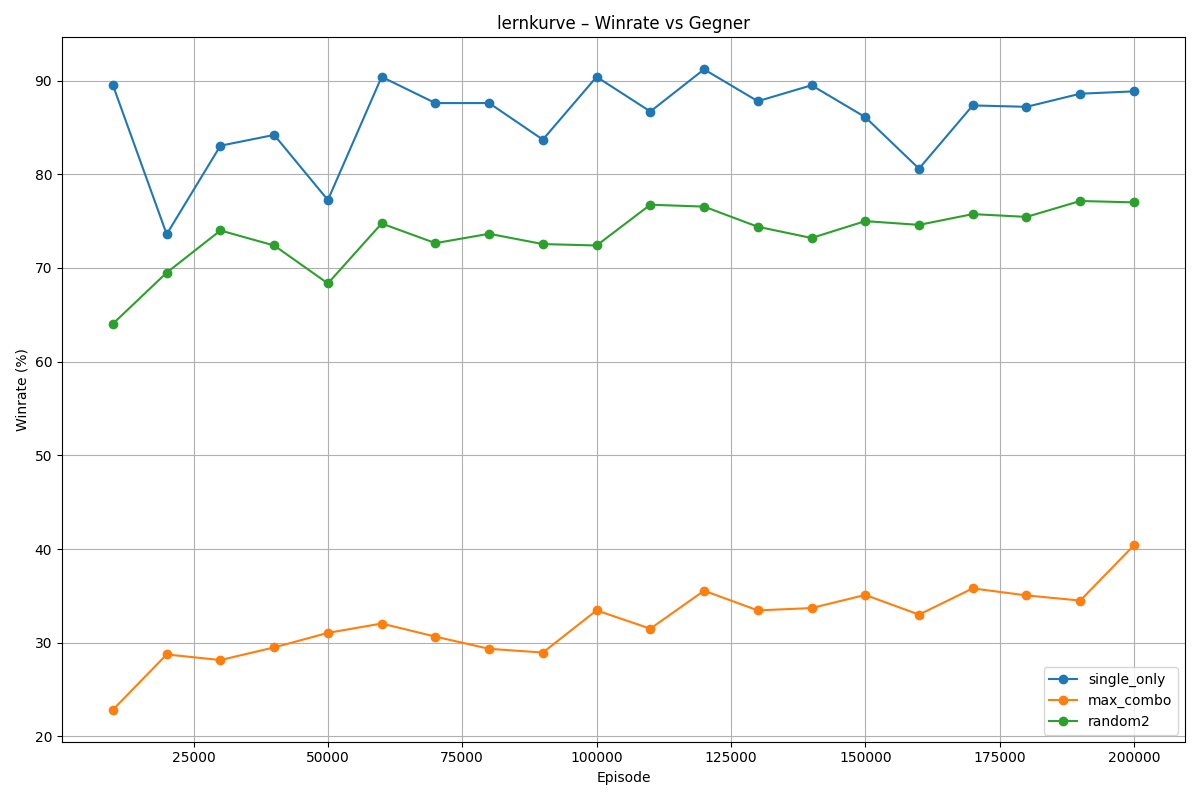 lernkurve – Winrate vs Gegner
Winrate (%)
90
80
70
60
50
40
30
20
25000 50000 75000 100000 125000 150000 175000 200000
Episode
single_only
max_combo
random2